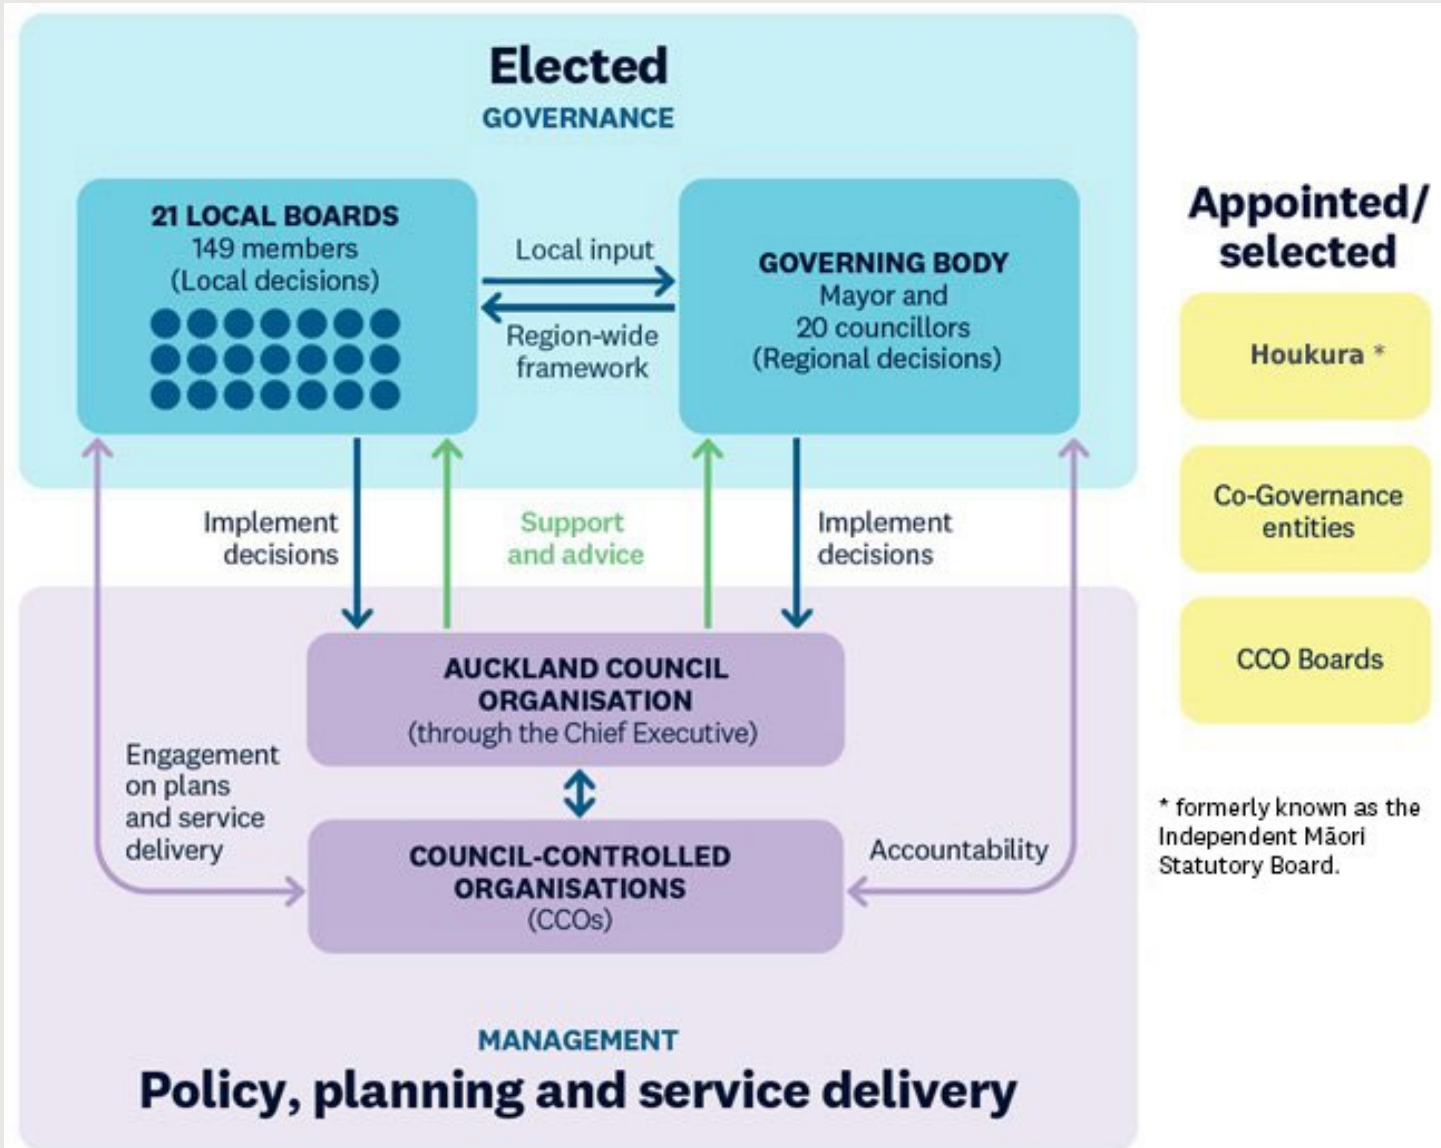 Elected
GOVERNANCE
21 LOCAL BOARDS
149 members
(Local decisions)
Local input
Region-wide
framework
GOVERNING BODY
Mayor and
20 councillors
(Regional decisions)
Implement
decisions
Support
and advice
Implement
decisions
AUCKLAND COUNCIL
ORGANISATION
(through the Chief Executive)
Engagement
on plans
and service
delivery
COUNCIL-CONTROLLED
ORGANISATIONS
(CCOs)
Accountability
MANAGEMENT
Policy, planning and service delivery
Appointed/
selected
Houkura *
Co-Governance
entities
CCO Boards
* formerly known as the
Independent Māori
Statutory Board.